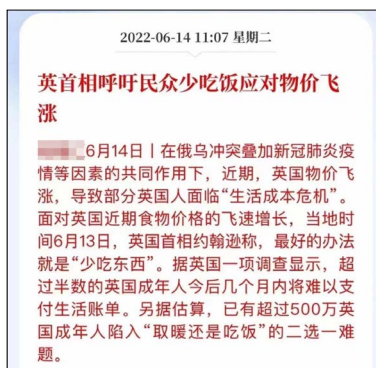 2022-06-14 11:07 星期二
英首相呼吁民众少吃饭应对物价飞
涨
6月14日丨在俄乌冲突叠加新冠肺炎疫
情等因素的共同作用下，近期，英国物价飞
涨，导致部分英国人面临“生活成本危机”。
面对英国近期食物价格的飞速增长，当地时
间6月13日，英国首相约翰逊称，最好的办法
就是“少吃东西”。据英国一项调查显示，超
过半数的英国成年人今后几个月内将难以支
付生活账单。另据估算，已有超过500万英
国成年人陷入“取暖还是吃饭”的二选一难
题。